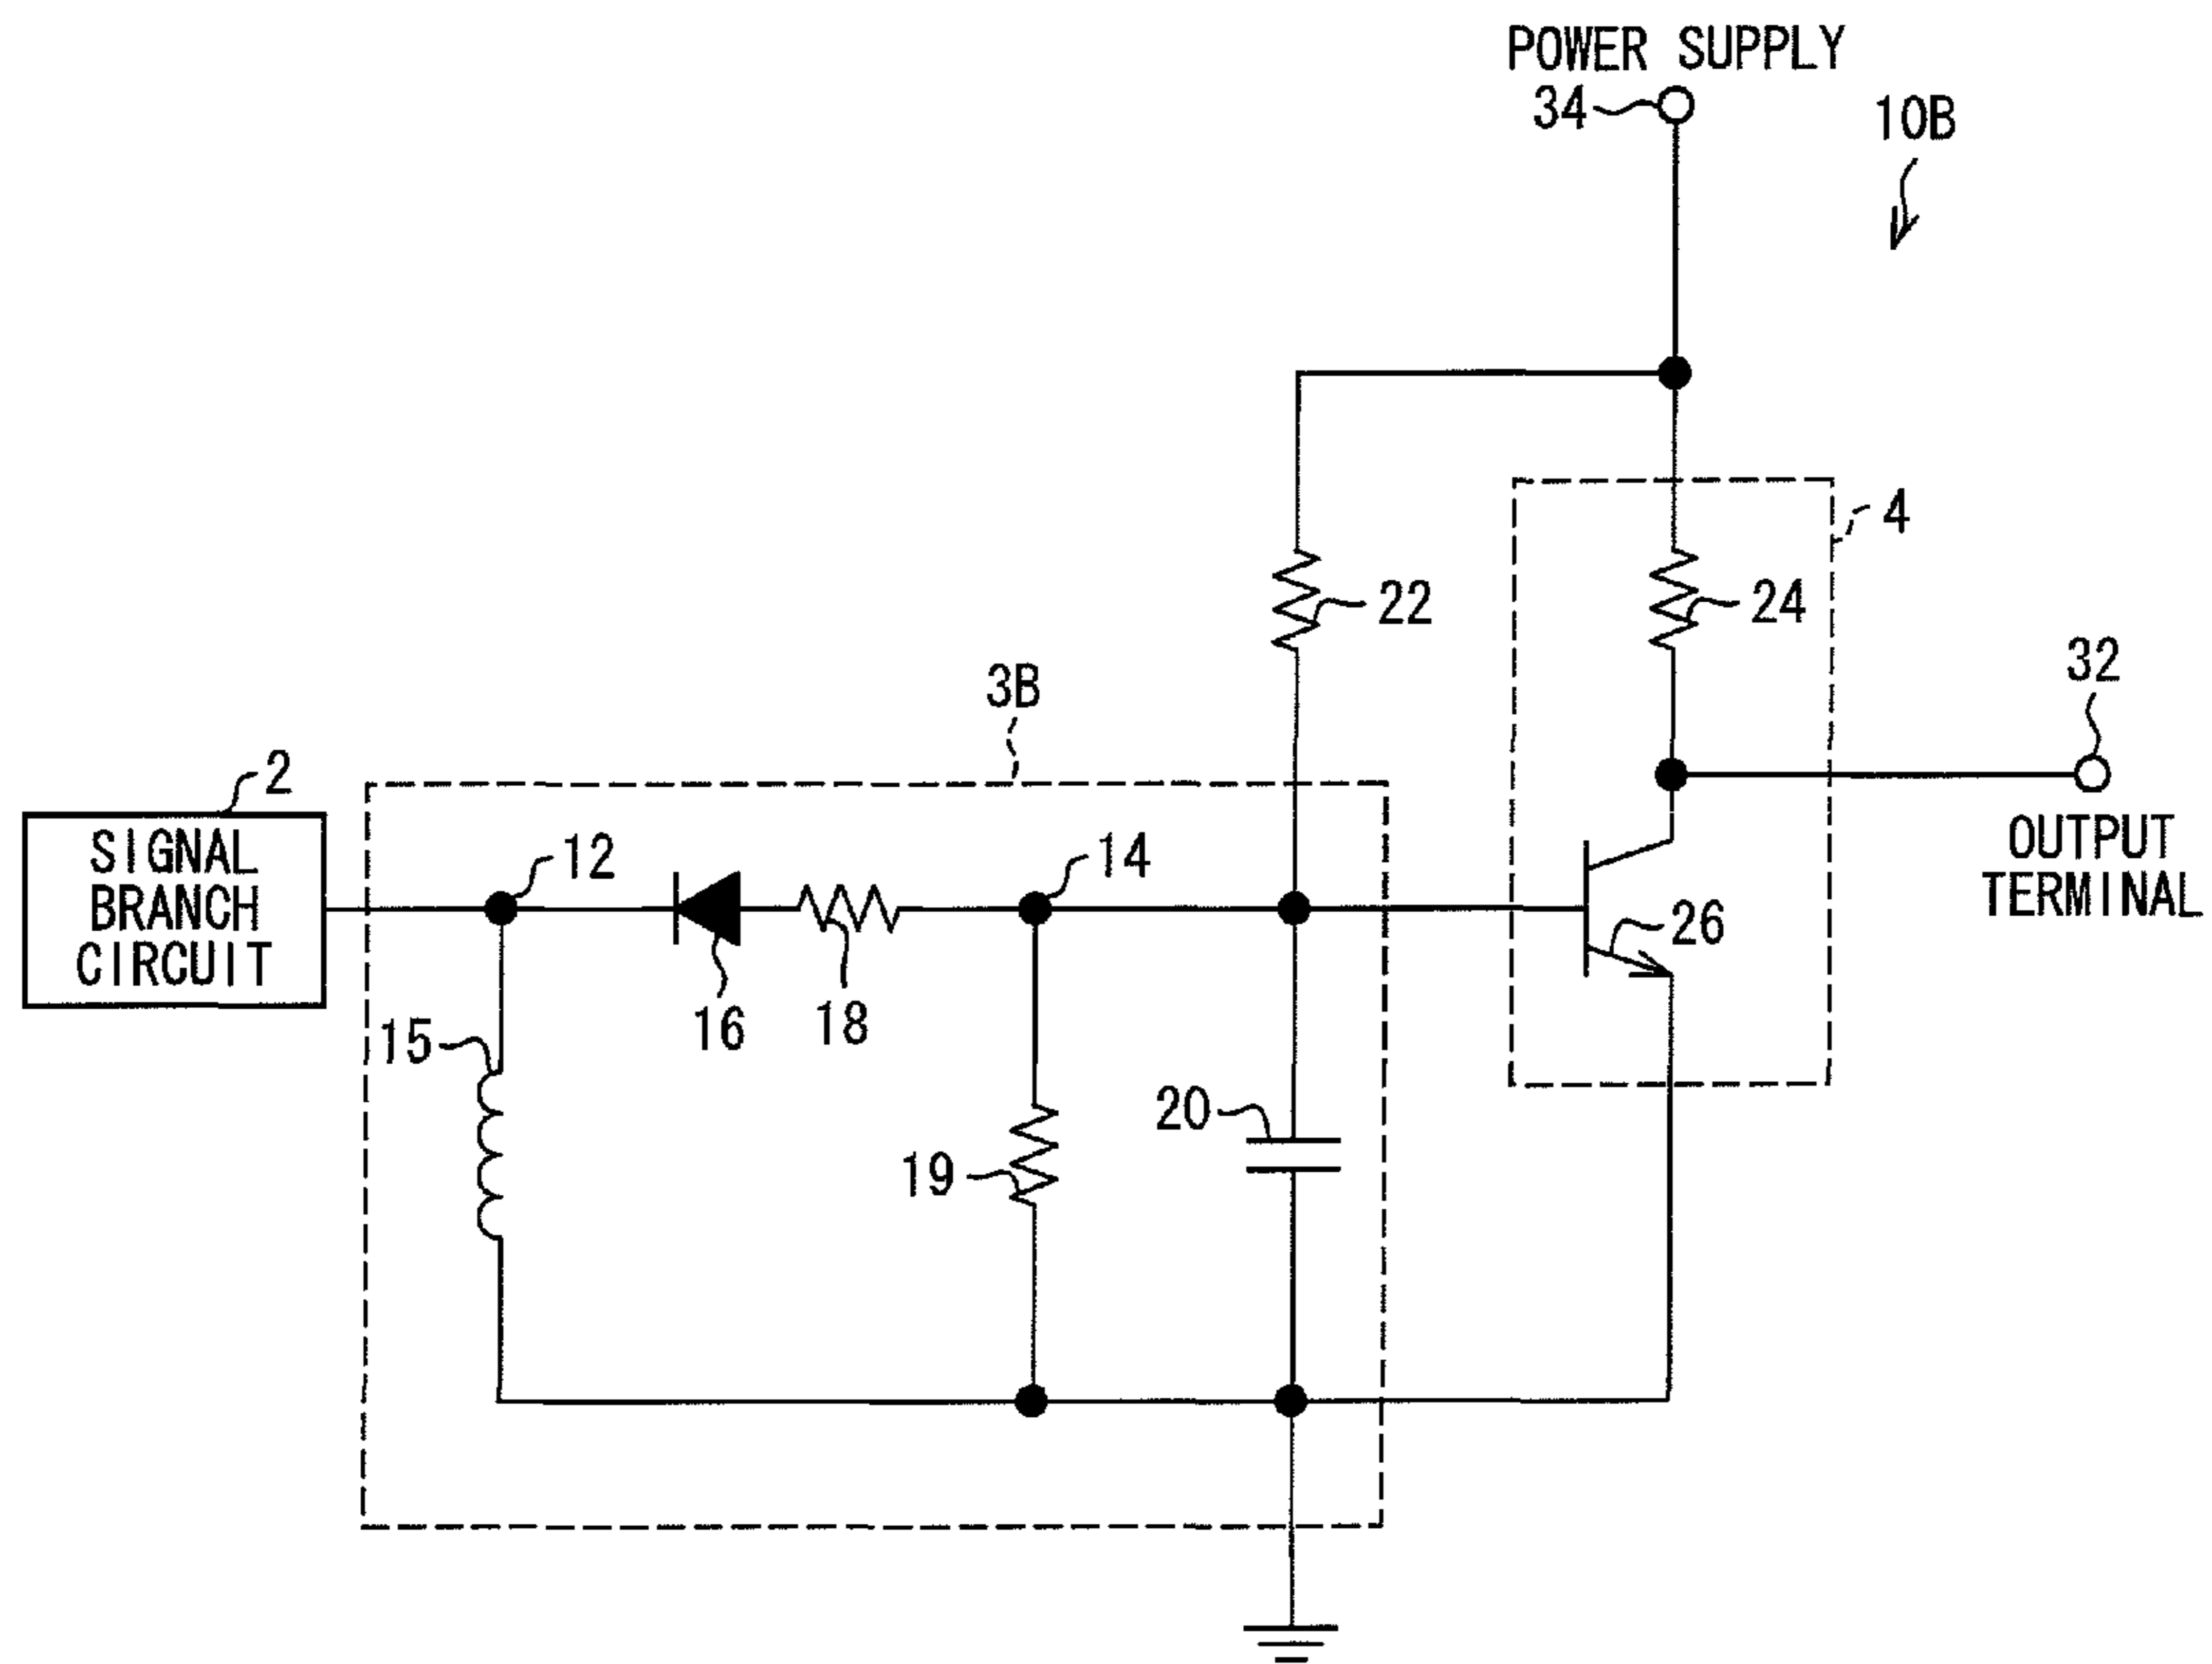 POWER SUPPLY
34
10B
4
22
24
32
3B
2
SIGNAL
BRANCH
CIRCUIT
12
14
OUTPUT
TERMINAL
16
18
26
15
20
19